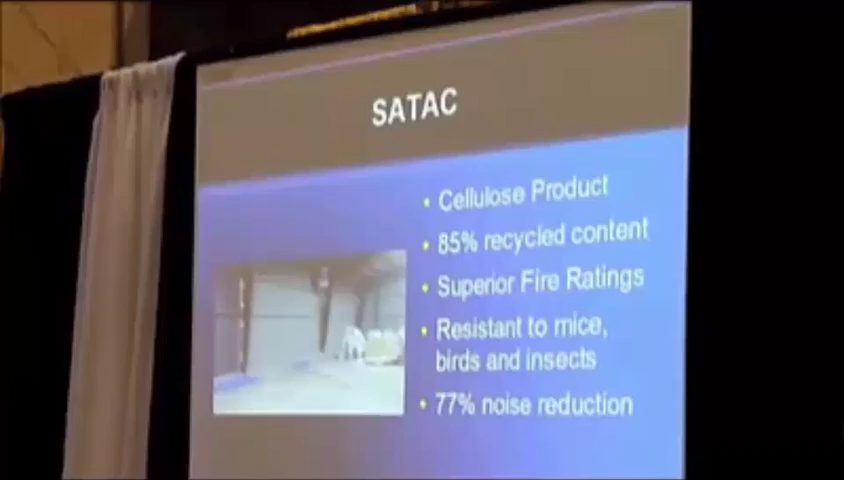 SATAC
• Cellulose Product
• 85% recycled content
• Superior Fire Ratings
• Resistant to mice,
birds and insects
• 77% noise reduction